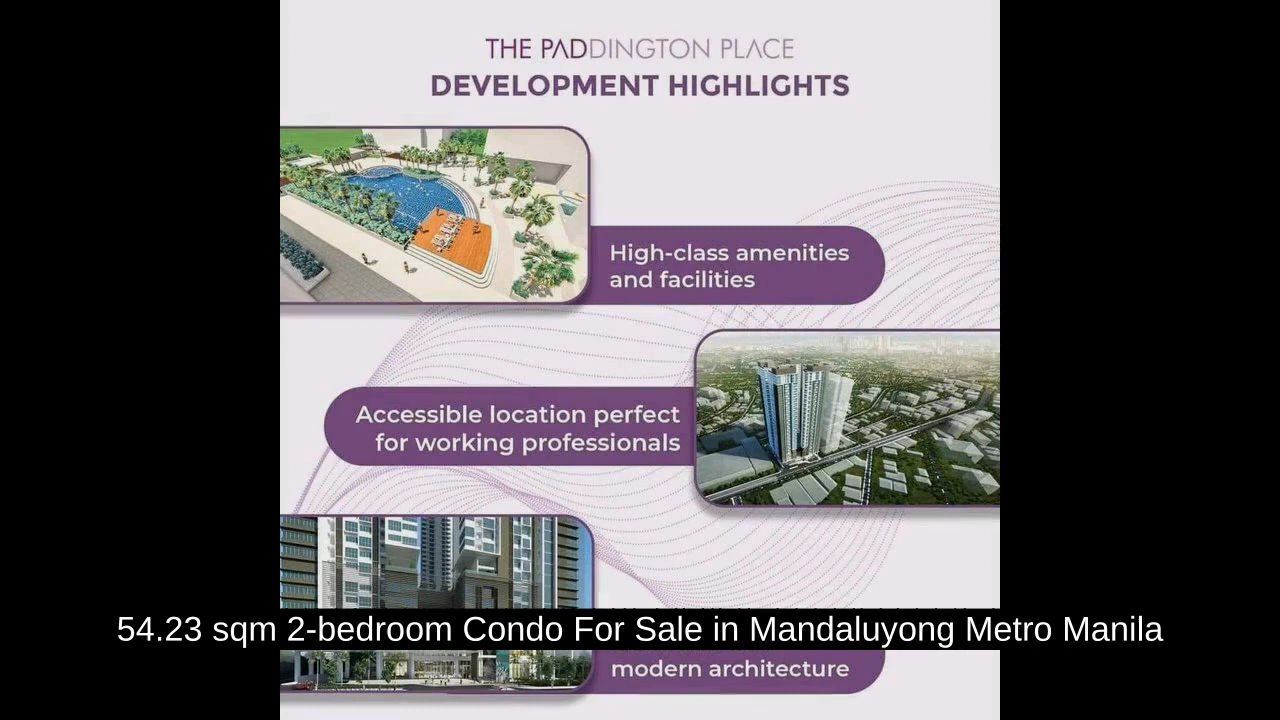 THE PADDINGTON PLACE
DEVELOPMENT HIGHLIGHTS
High-class amenities
and facilities
Accessible location perfect
for working professionals
54.23 sqm 2-bedroom Condo For Sale in Mandaluyong Metro Manila
modern architecture